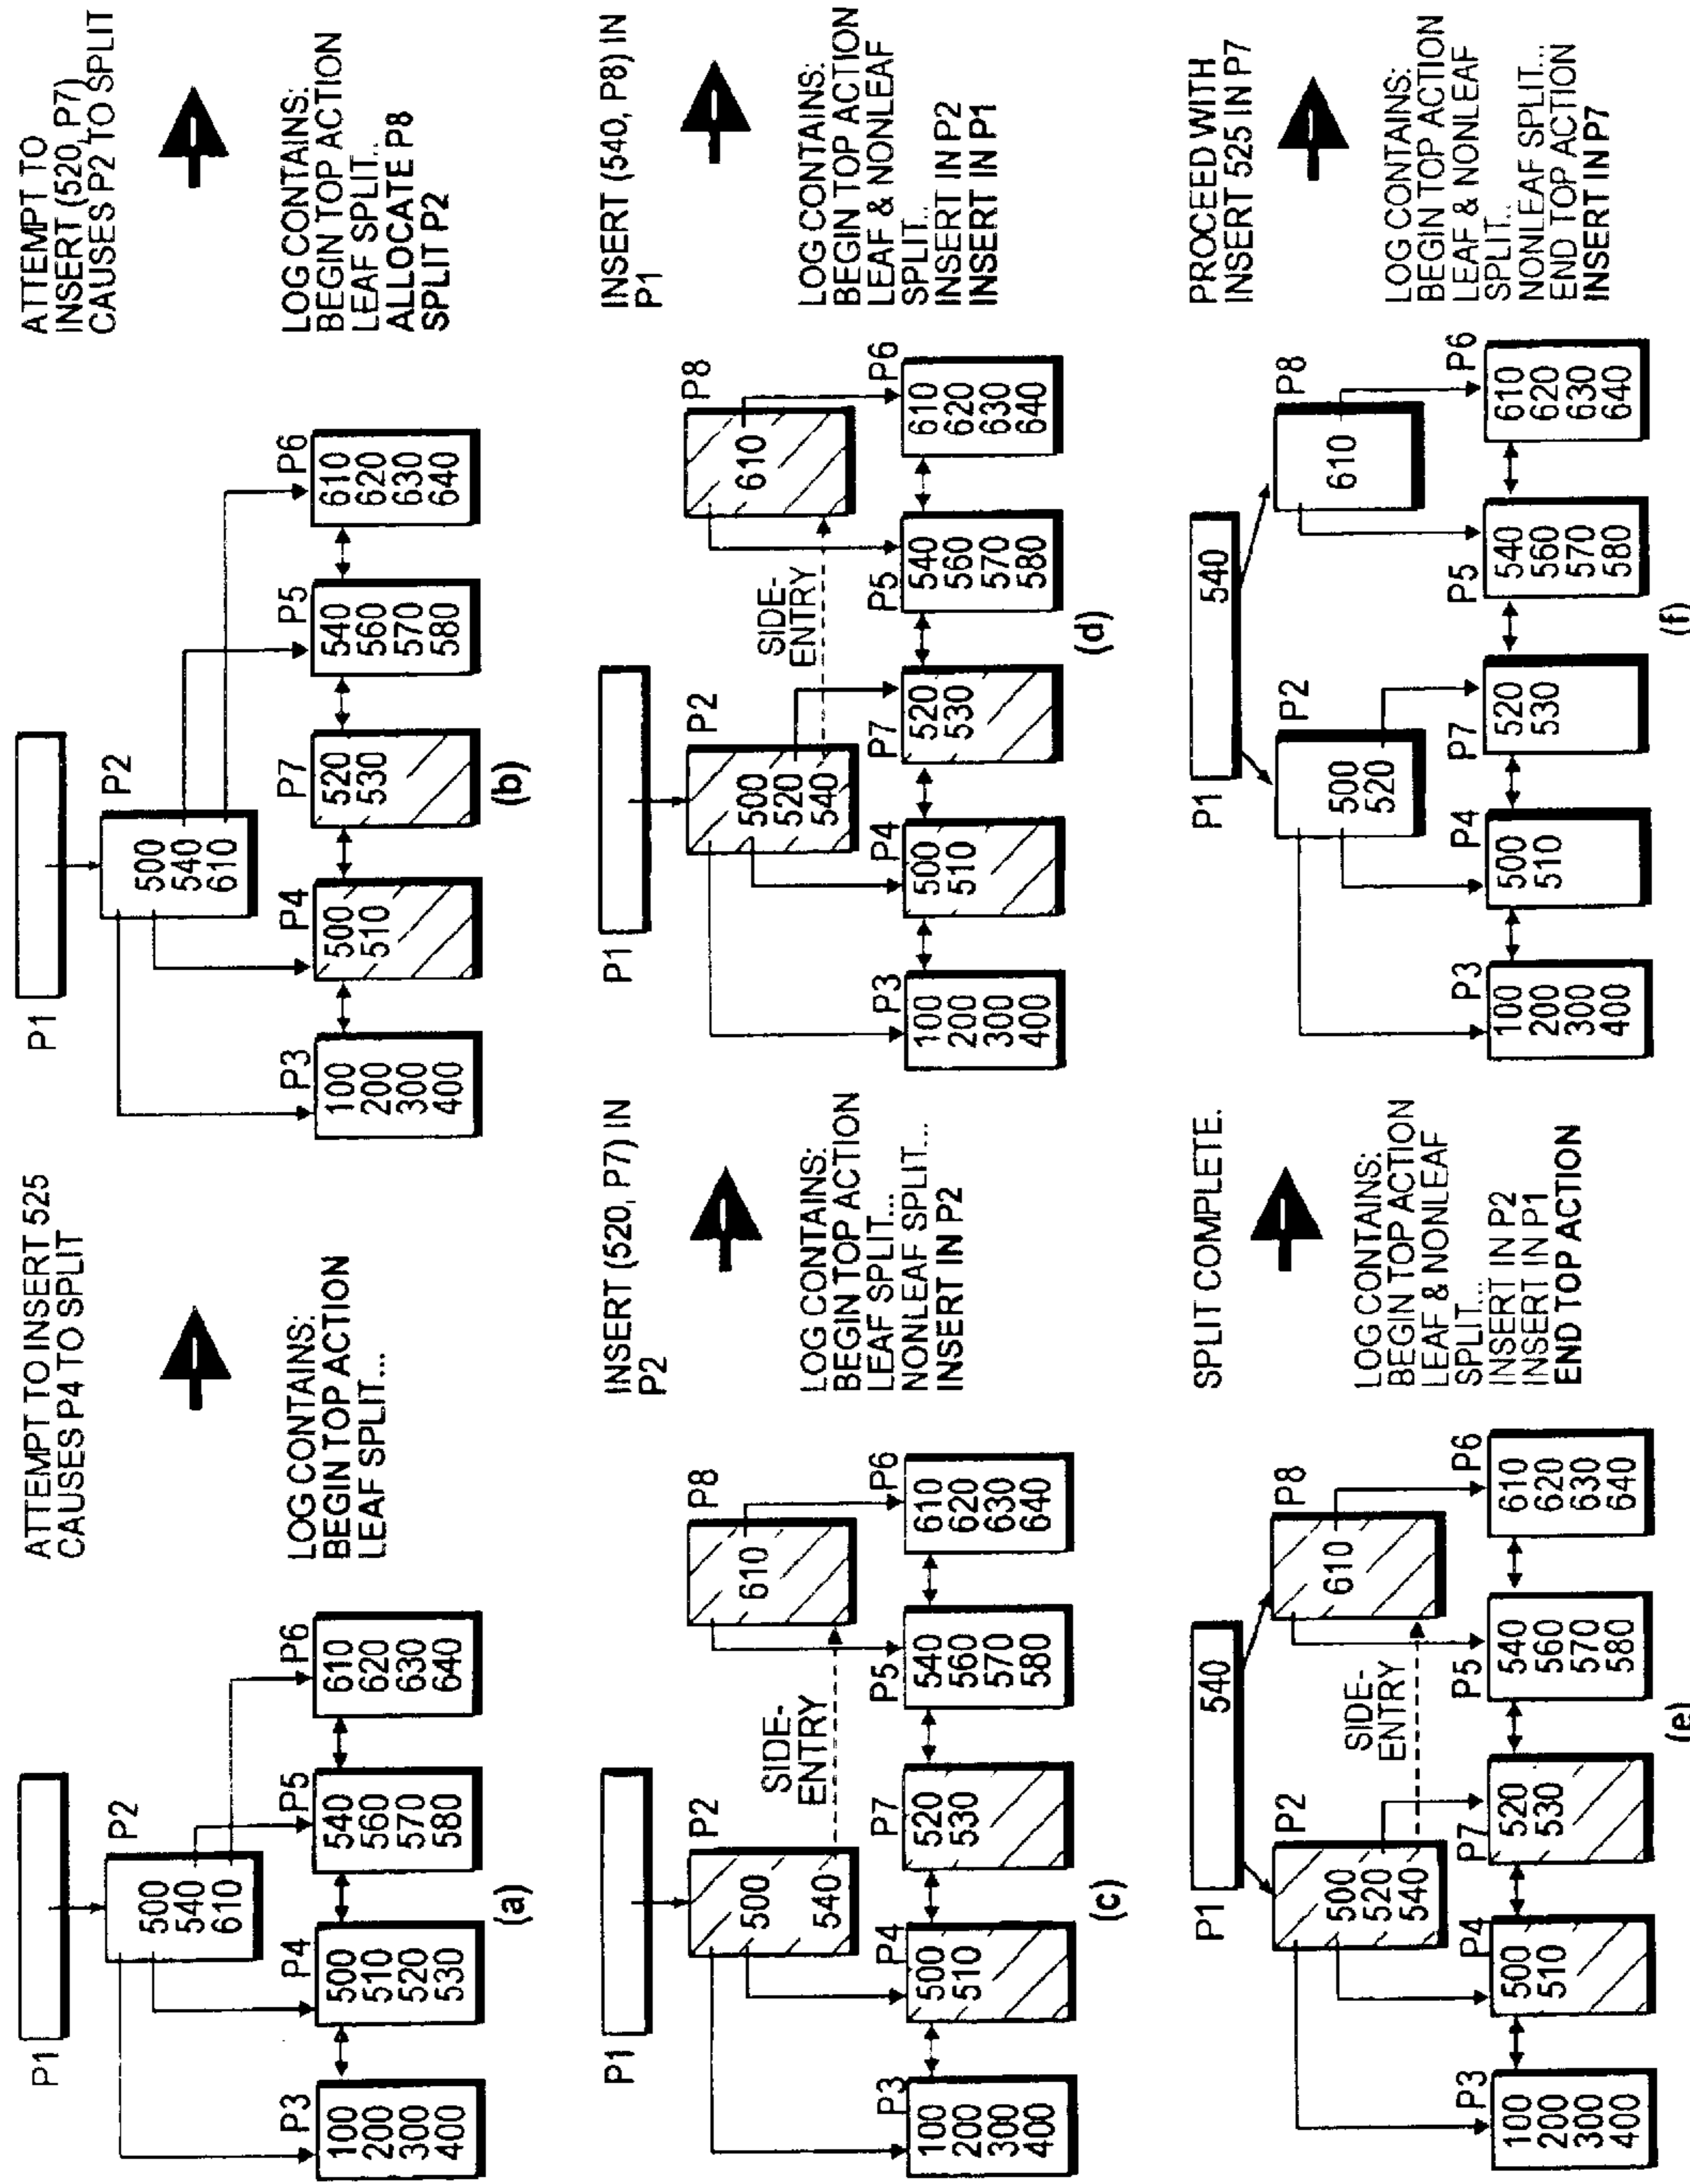 P1
P2
500
540
610
P3
100
200
300
400
P4
500
510
520
530
P5
540
560
570
580
P6
610
620
630
640
(a)
ATTEMPT TO INSERT 525
CAUSES P4 TO SPLIT
LOG CONTAINS:
BEGIN TOP ACTION
LEAF SPLIT...
P1
P2
500
540
610
P3
100
200
300
400
P4
500
510
P7
520
530
P5
540
560
570
580
P6
610
620
630
640
(b)
ATTEMPT TO
INSERT (520, P7)
CAUSES P2 TO SPLIT
LOG CONTAINS:
BEGIN TOP ACTION
LEAF SPLIT...
ALLOCATE P8
SPLIT P2
P1
P2
500
540
SIDE-
ENTRY
P8
610
P3
100
200
300
400
P4
500
510
P7
520
530
P5
540
560
570
580
P6
610
620
630
640
(c)
INSERT (520, P7) IN
P2
LOG CONTAINS:
BEGIN TOP ACTION
LEAF SPLIT...
NONLEAF SPLIT...
INSERT IN P2
P1
P2
500
520
540
SIDE-
ENTRY
P8
610
P3
100
200
300
400
P4
500
510
P7
520
530
P5
540
560
570
580
P6
610
620
630
640
(d)
INSERT (540, P8) IN
P1
LOG CONTAINS:
BEGIN TOP ACTION
LEAF & NONLEAF
SPLIT...
INSERT IN P2
INSERT IN P1
P1
540
P2
500
520
540
SIDE-
ENTRY
P8
610
P3
100
200
300
400
P4
500
510
P7
520
530
P5
540
560
570
580
P6
610
620
630
640
(e)
SPLIT COMPLETE.
LOG CONTAINS:
BEGIN TOP ACTION
LEAF & NONLEAF
SPLIT...
INSERT IN P2
INSERT IN P1
END TOP ACTION
P1
540
P2
500
520
P8
610
P3
100
200
300
400
P4
500
510
P7
520
530
P5
540
560
570
580
P6
610
620
630
640
(f)
PROCEED WITH
INSERT 525 IN P7
LOG CONTAINS:
BEGIN TOP ACTION
LEAF & NONLEAF
SPLIT...
NONLEAF SPLIT...
END TOP ACTION
INSERT IN P7